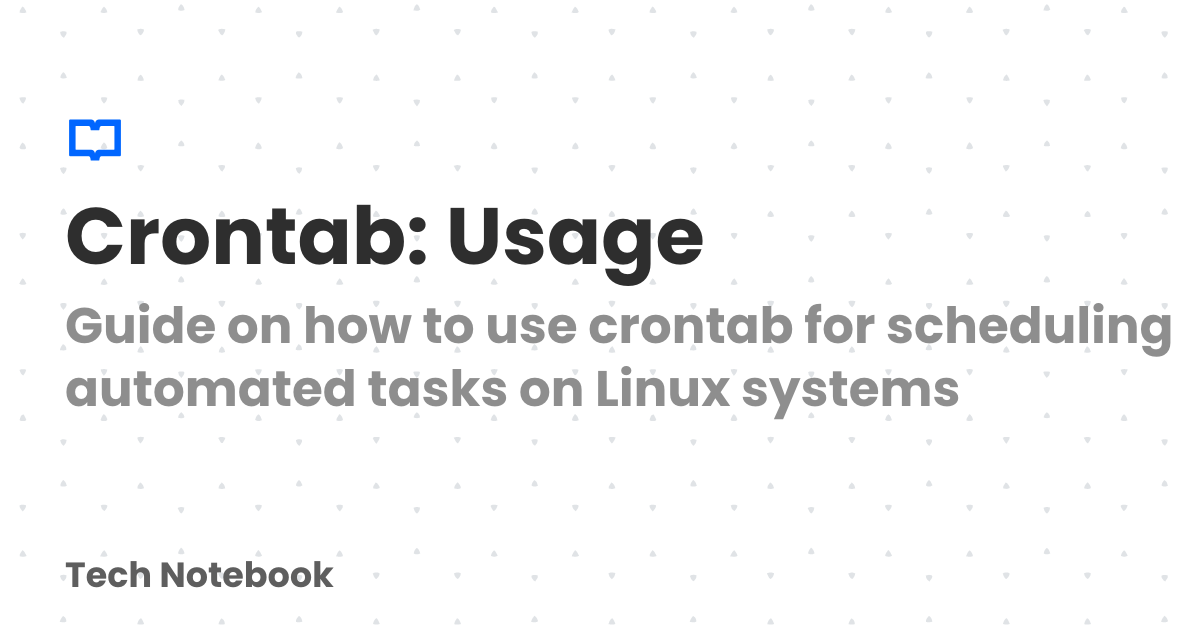 Crontab: Usage
Guide on how to use crontab for scheduling
automated tasks on Linux systems
Tech Notebook